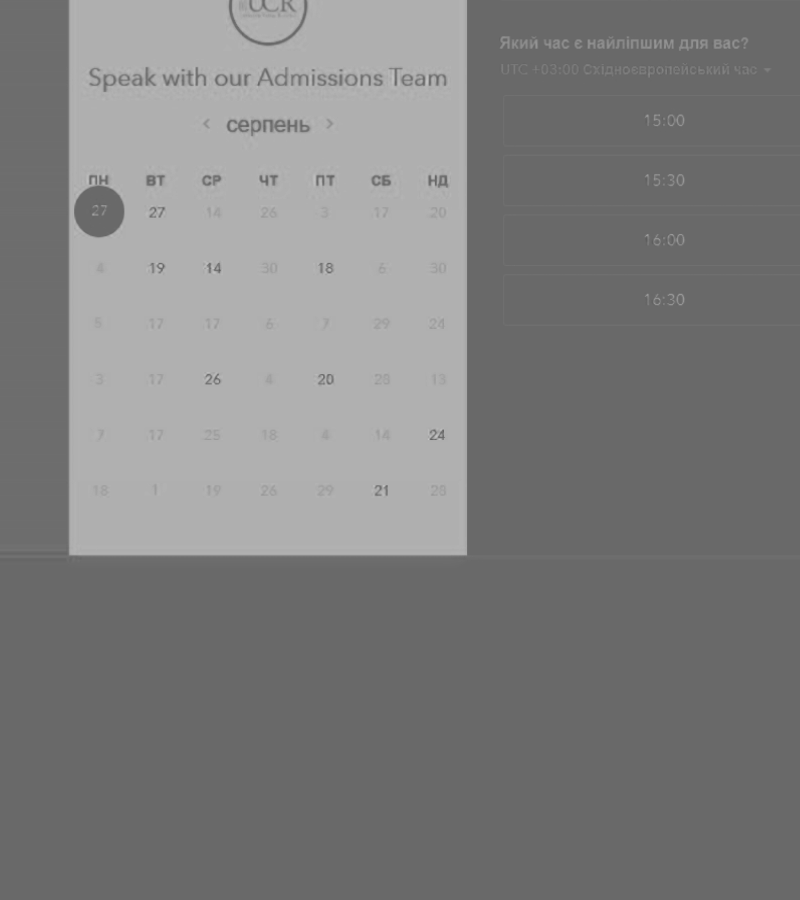 UCR
Speak with our Admissions Team
< серпень >
ПН ВТ СР ЧТ ПТ СБ НД
27 27 14 26 3 17 20
4 19 14 30 18 6 30
5 17 17 6 7 29 24
3 17 26 4 20 28 13
7 17 25 18 4 14 24
18 1 19 26 29 21 28
Який час є найліпшим для вас?
UTC +03:00 Східноєвропейський час
15:00
15:30
16:00
16:30